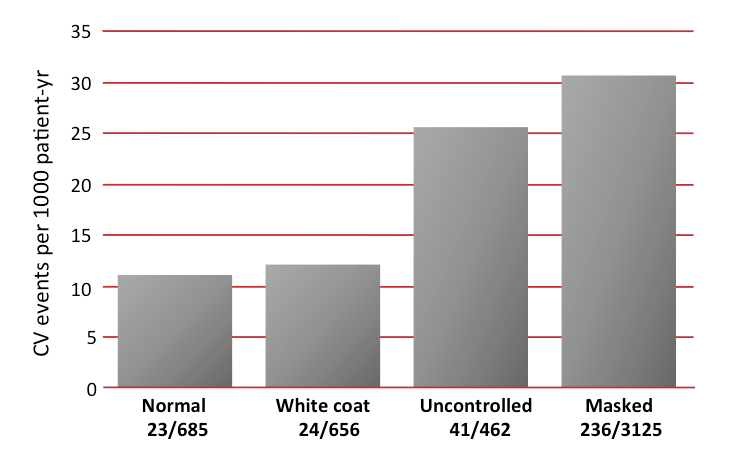 CV events per 1000 patient-yr
35
30
25
20
15
10
5
0
Normal White coat Uncontrolled Masked
23/685 24/656 41/462 236/3125